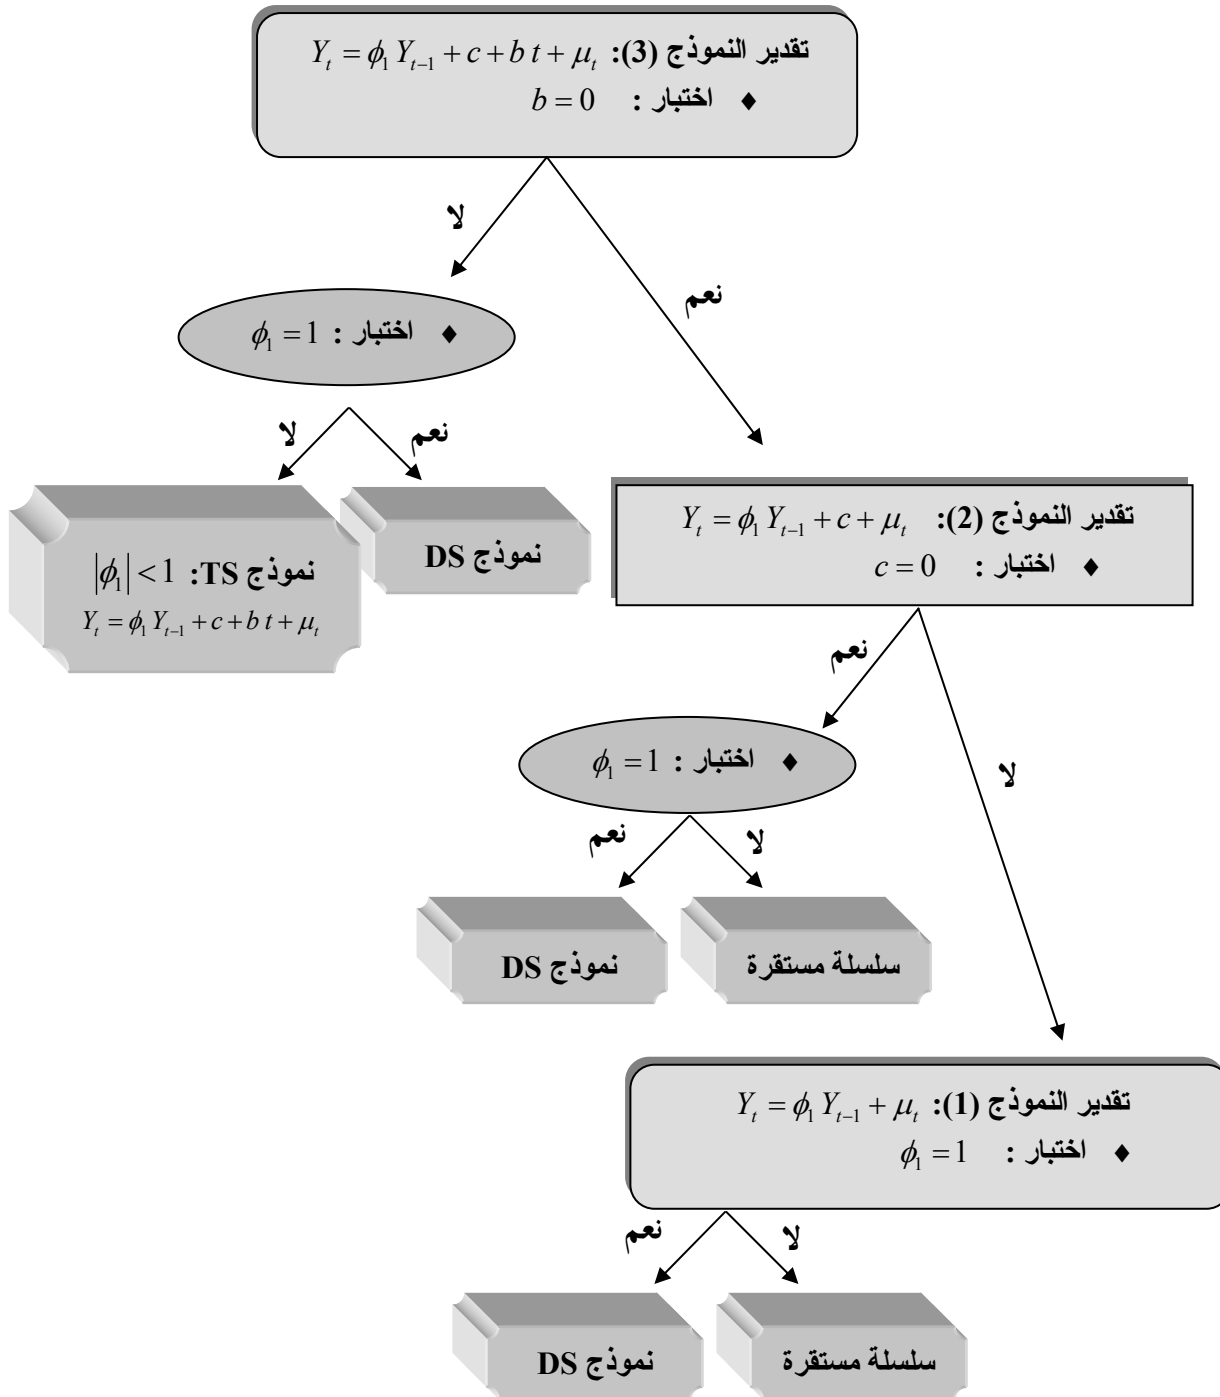 تقدير النموذج (3): Y_t = ϕ_1 Y_{t-1} + c + b t + μ_t
♦ اختبار : b = 0
لا
نعم
♦ اختبار : ϕ_1 = 1
لا
نعم
نموذج TS: |ϕ_1| < 1
Y_t = ϕ_1 Y_{t-1} + c + b t + μ_t
نموذج DS
تقدير النموذج (2): Y_t = ϕ_1 Y_{t-1} + c + μ_t
♦ اختبار : c = 0
نعم
لا
♦ اختبار : ϕ_1 = 1
نعم
لا
نموذج DS
سلسلة مستقرة
تقدير النموذج (1): Y_t = ϕ_1 Y_{t-1} + μ_t
♦ اختبار : ϕ_1 = 1
نعم
لا
نموذج DS
سلسلة مستقرة